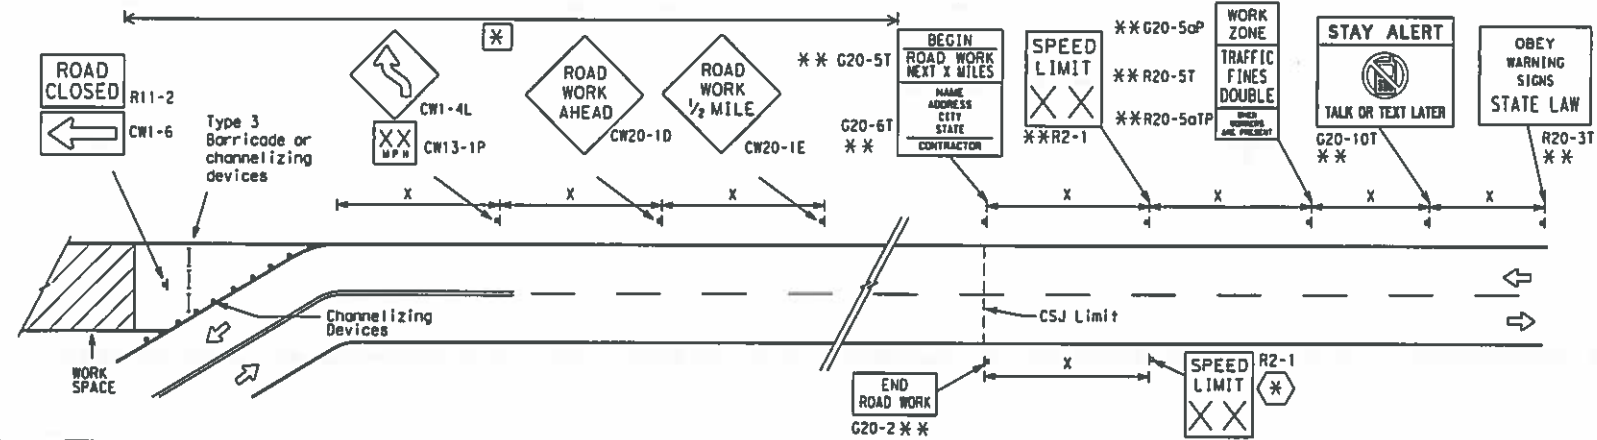 ROAD
CLOSED
R11-2
CW1-6
Type 3
Barricade or
channelizing
devices
CW1-4L
XX
MPH
CW13-1P
*
ROAD
WORK
AHEAD
CW20-1D
ROAD
WORK
1/2 MILE
CW20-1E
** G20-5T
BEGIN
ROAD WORK
NEXT X MILES
G20-6T
**
NAME
ADDRESS
CITY
STATE
CONTRACTOR
SPEED
LIMIT
X X
**R2-1
**G20-5aP
WORK
ZONE
**R20-5T
TRAFFIC
FINES
DOUBLE
**R20-5aTP
WHEN
WORKERS
ARE PRESENT
STAY ALERT
TALK OR TEXT LATER
G20-10T
**
OBEY
WARNING
SIGNS
STATE LAW
R20-3T
**
X
X
X
X
X
X
X
Channelizing
Devices
WORK
SPACE
CSJ Limit
X
END
ROAD WORK
G20-2 **
SPEED
LIMIT
X X
R2-1
*